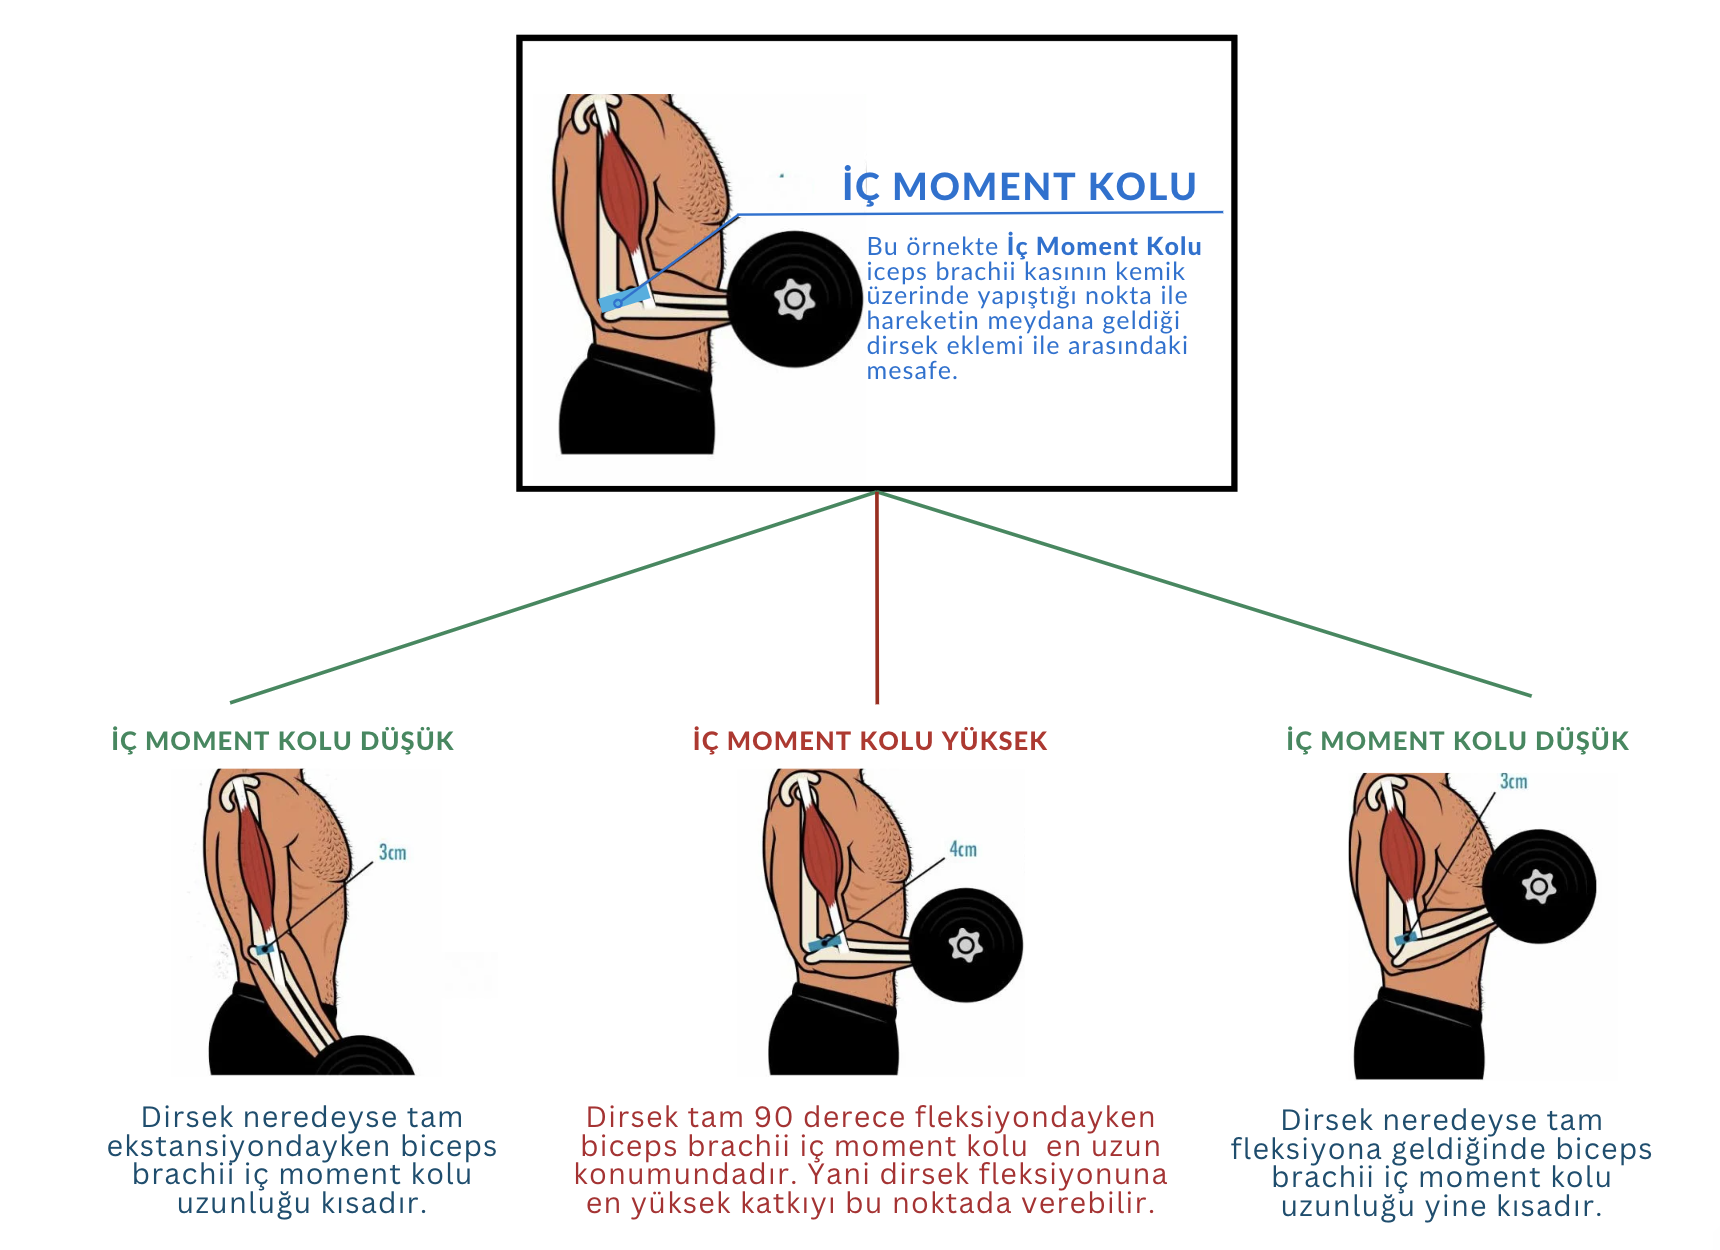 İÇ MOMENT KOLU
Bu örnekte İç Moment Kolu
iceps brachii kasının kemik
üzerinde yapıştığı nokta ile
hareketin meydana geldiği
dirsek eklemi ile arasındaki
mesafe.
İÇ MOMENT KOLU DÜŞÜK
3cm
Dirsek neredeyse tam
ekstansiyondayken biceps
brachii iç moment kolu
uzunluğu kısadır.
İÇ MOMENT KOLU YÜKSEK
4cm
Dirsek tam 90 derece fleksiyondayken
biceps brachii iç moment kolu  en uzun
konumundadır. Yani dirsek fleksiyonuna
en yüksek katkıyı bu noktada verebilir.
İÇ MOMENT KOLU DÜŞÜK
3cm
Dirsek neredeyse tam
fleksiyona geldiğinde biceps
brachii iç moment kolu
uzunluğu yine kısadır.